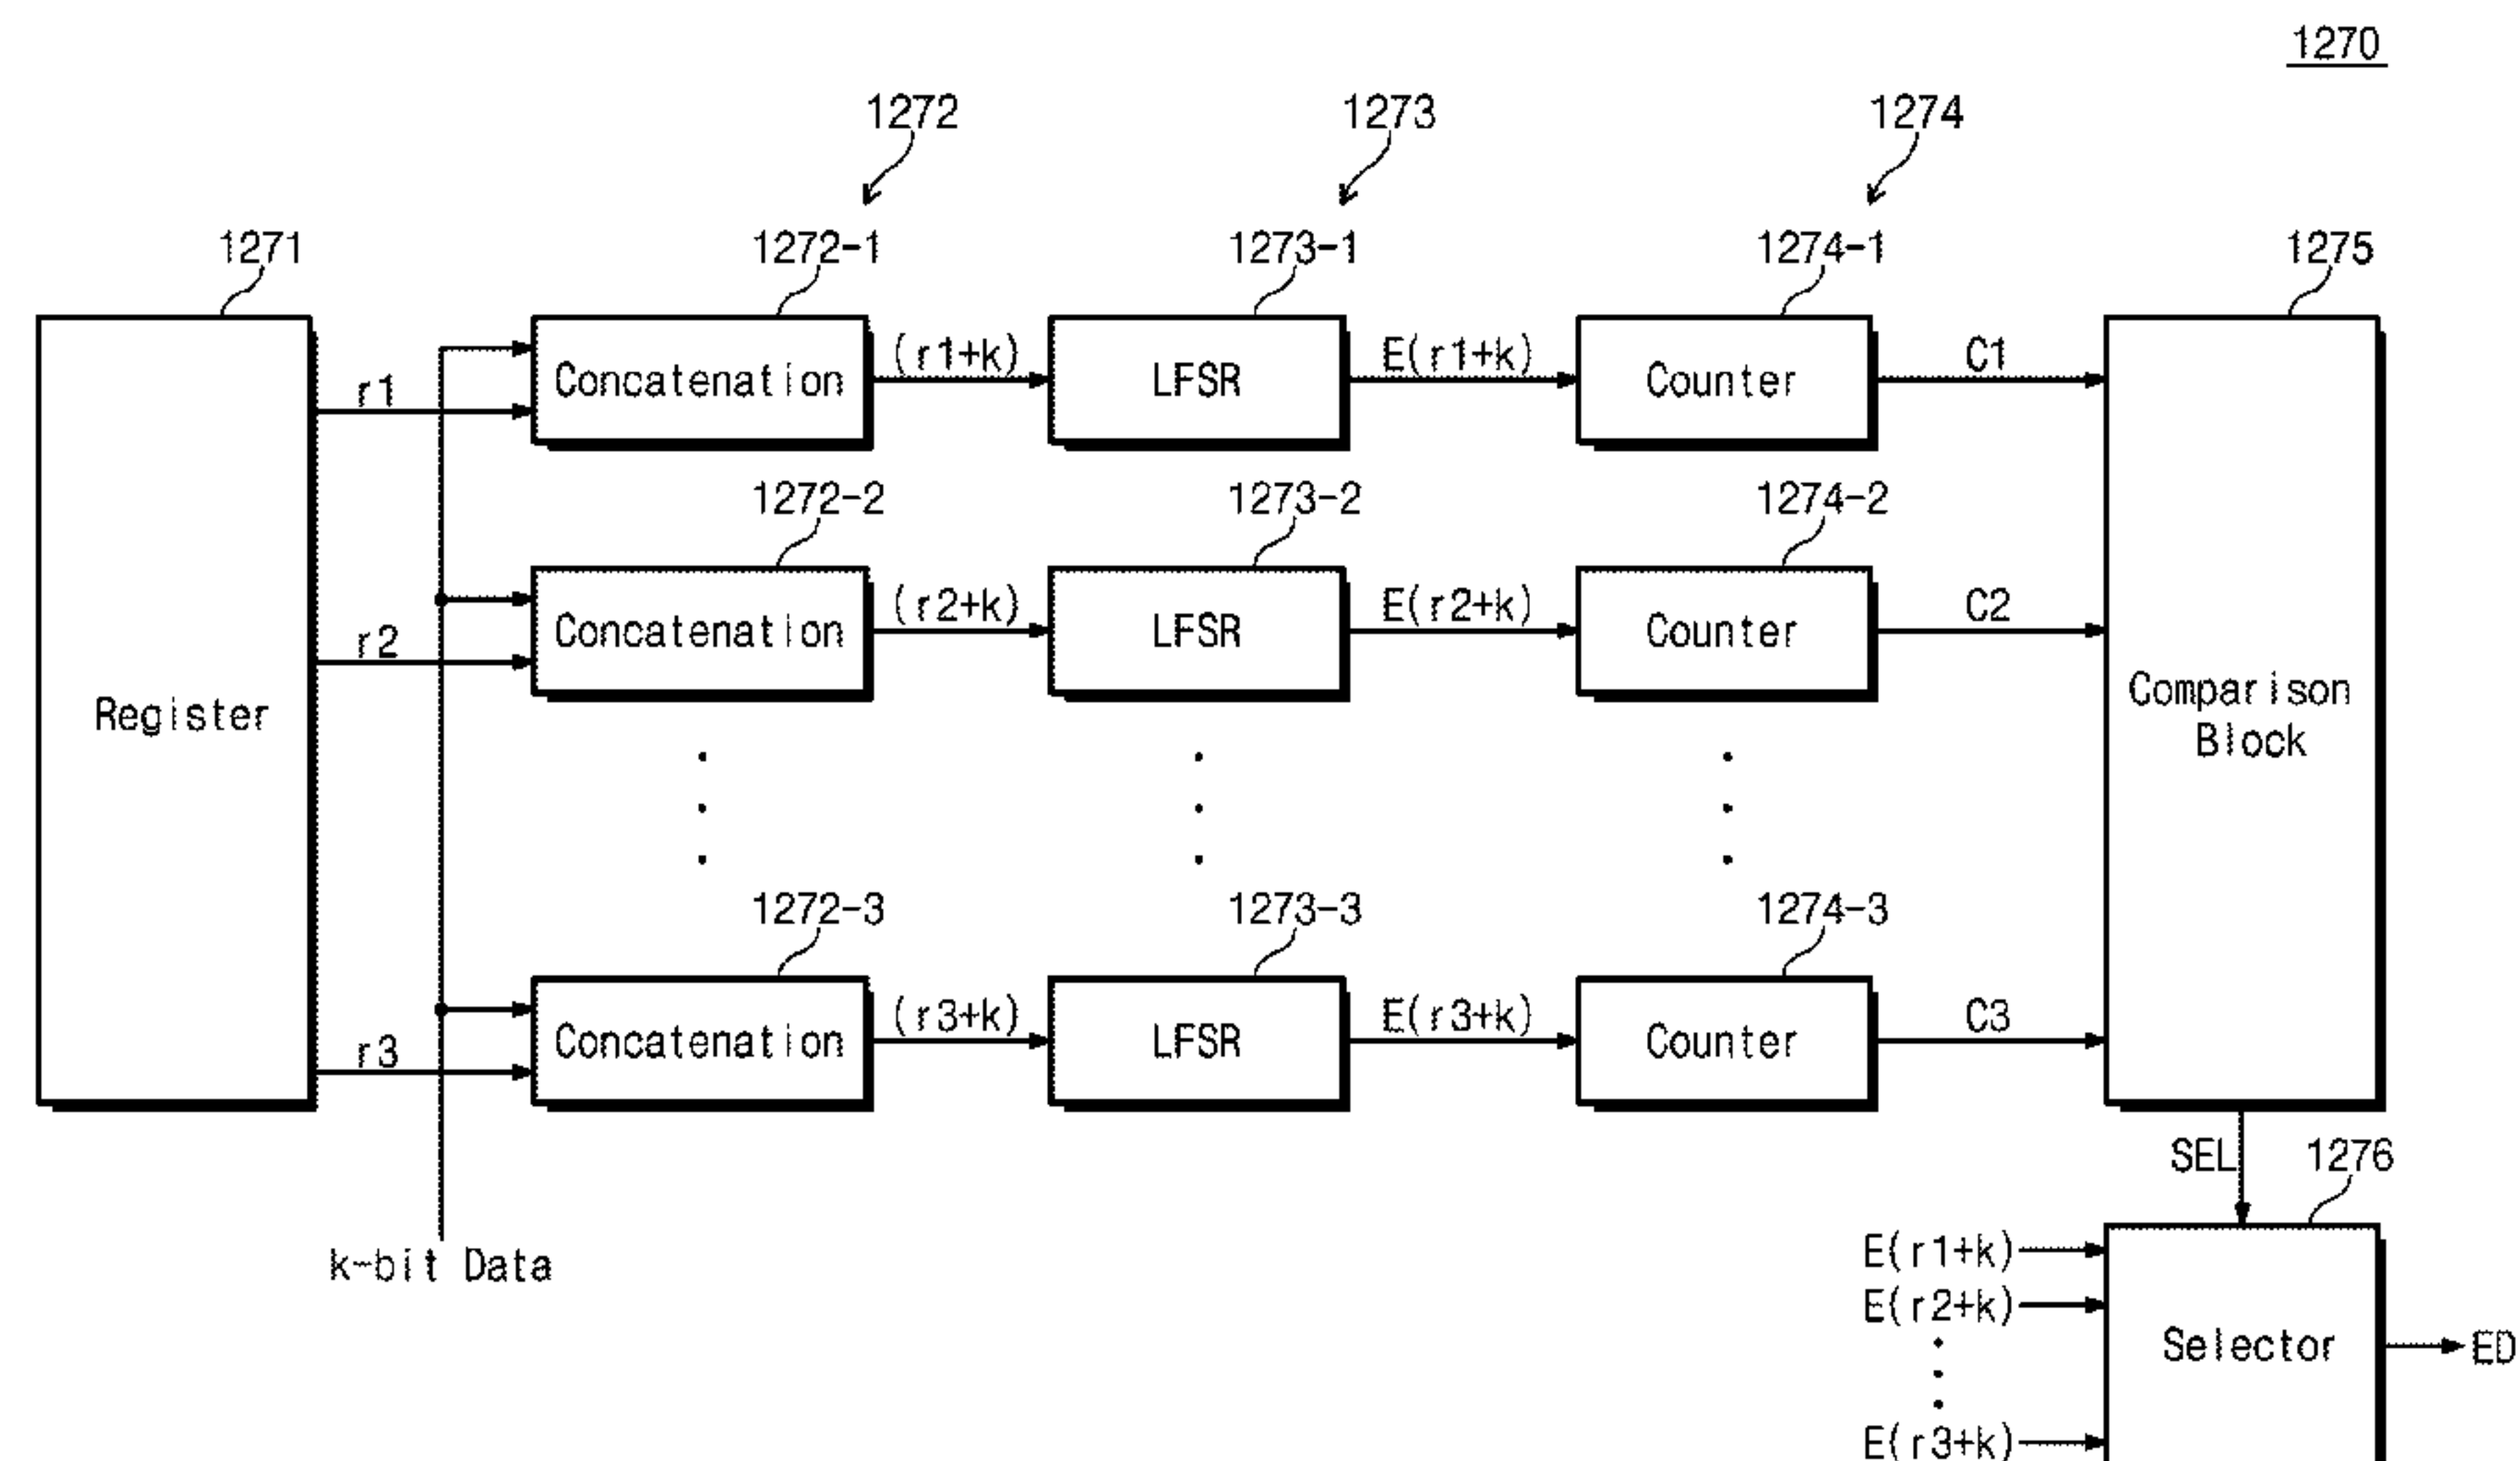 1270
1272 1273 1274
1271 1272-1 1273-1 1274-1 1275
r1 Concatenation (r1+k) LFSR E(r1+k) Counter C1
1272-2 1273-2 1274-2
r2 Concatenation (r2+k) LFSR E(r2+k) Counter C2
Register
Comparison
Block
1272-3 1273-3 1274-3
r3 Concatenation (r3+k) LFSR E(r3+k) Counter C3
SEL 1276
k-bit Data
E(r1+k)
E(r2+k)
Selector ED
E(r3+k)